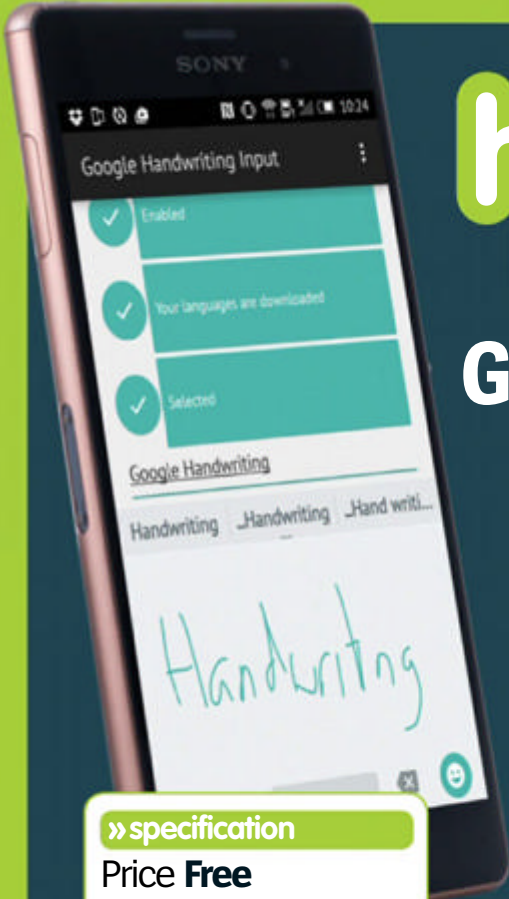 SONY
10:24
Google Handwriting Input
Enabled
Your languages are downloaded
Selected
Google Handwriting
Handwriting _Handwriting _Hand writi...
Handwritng
h
G
» specification
Price Free